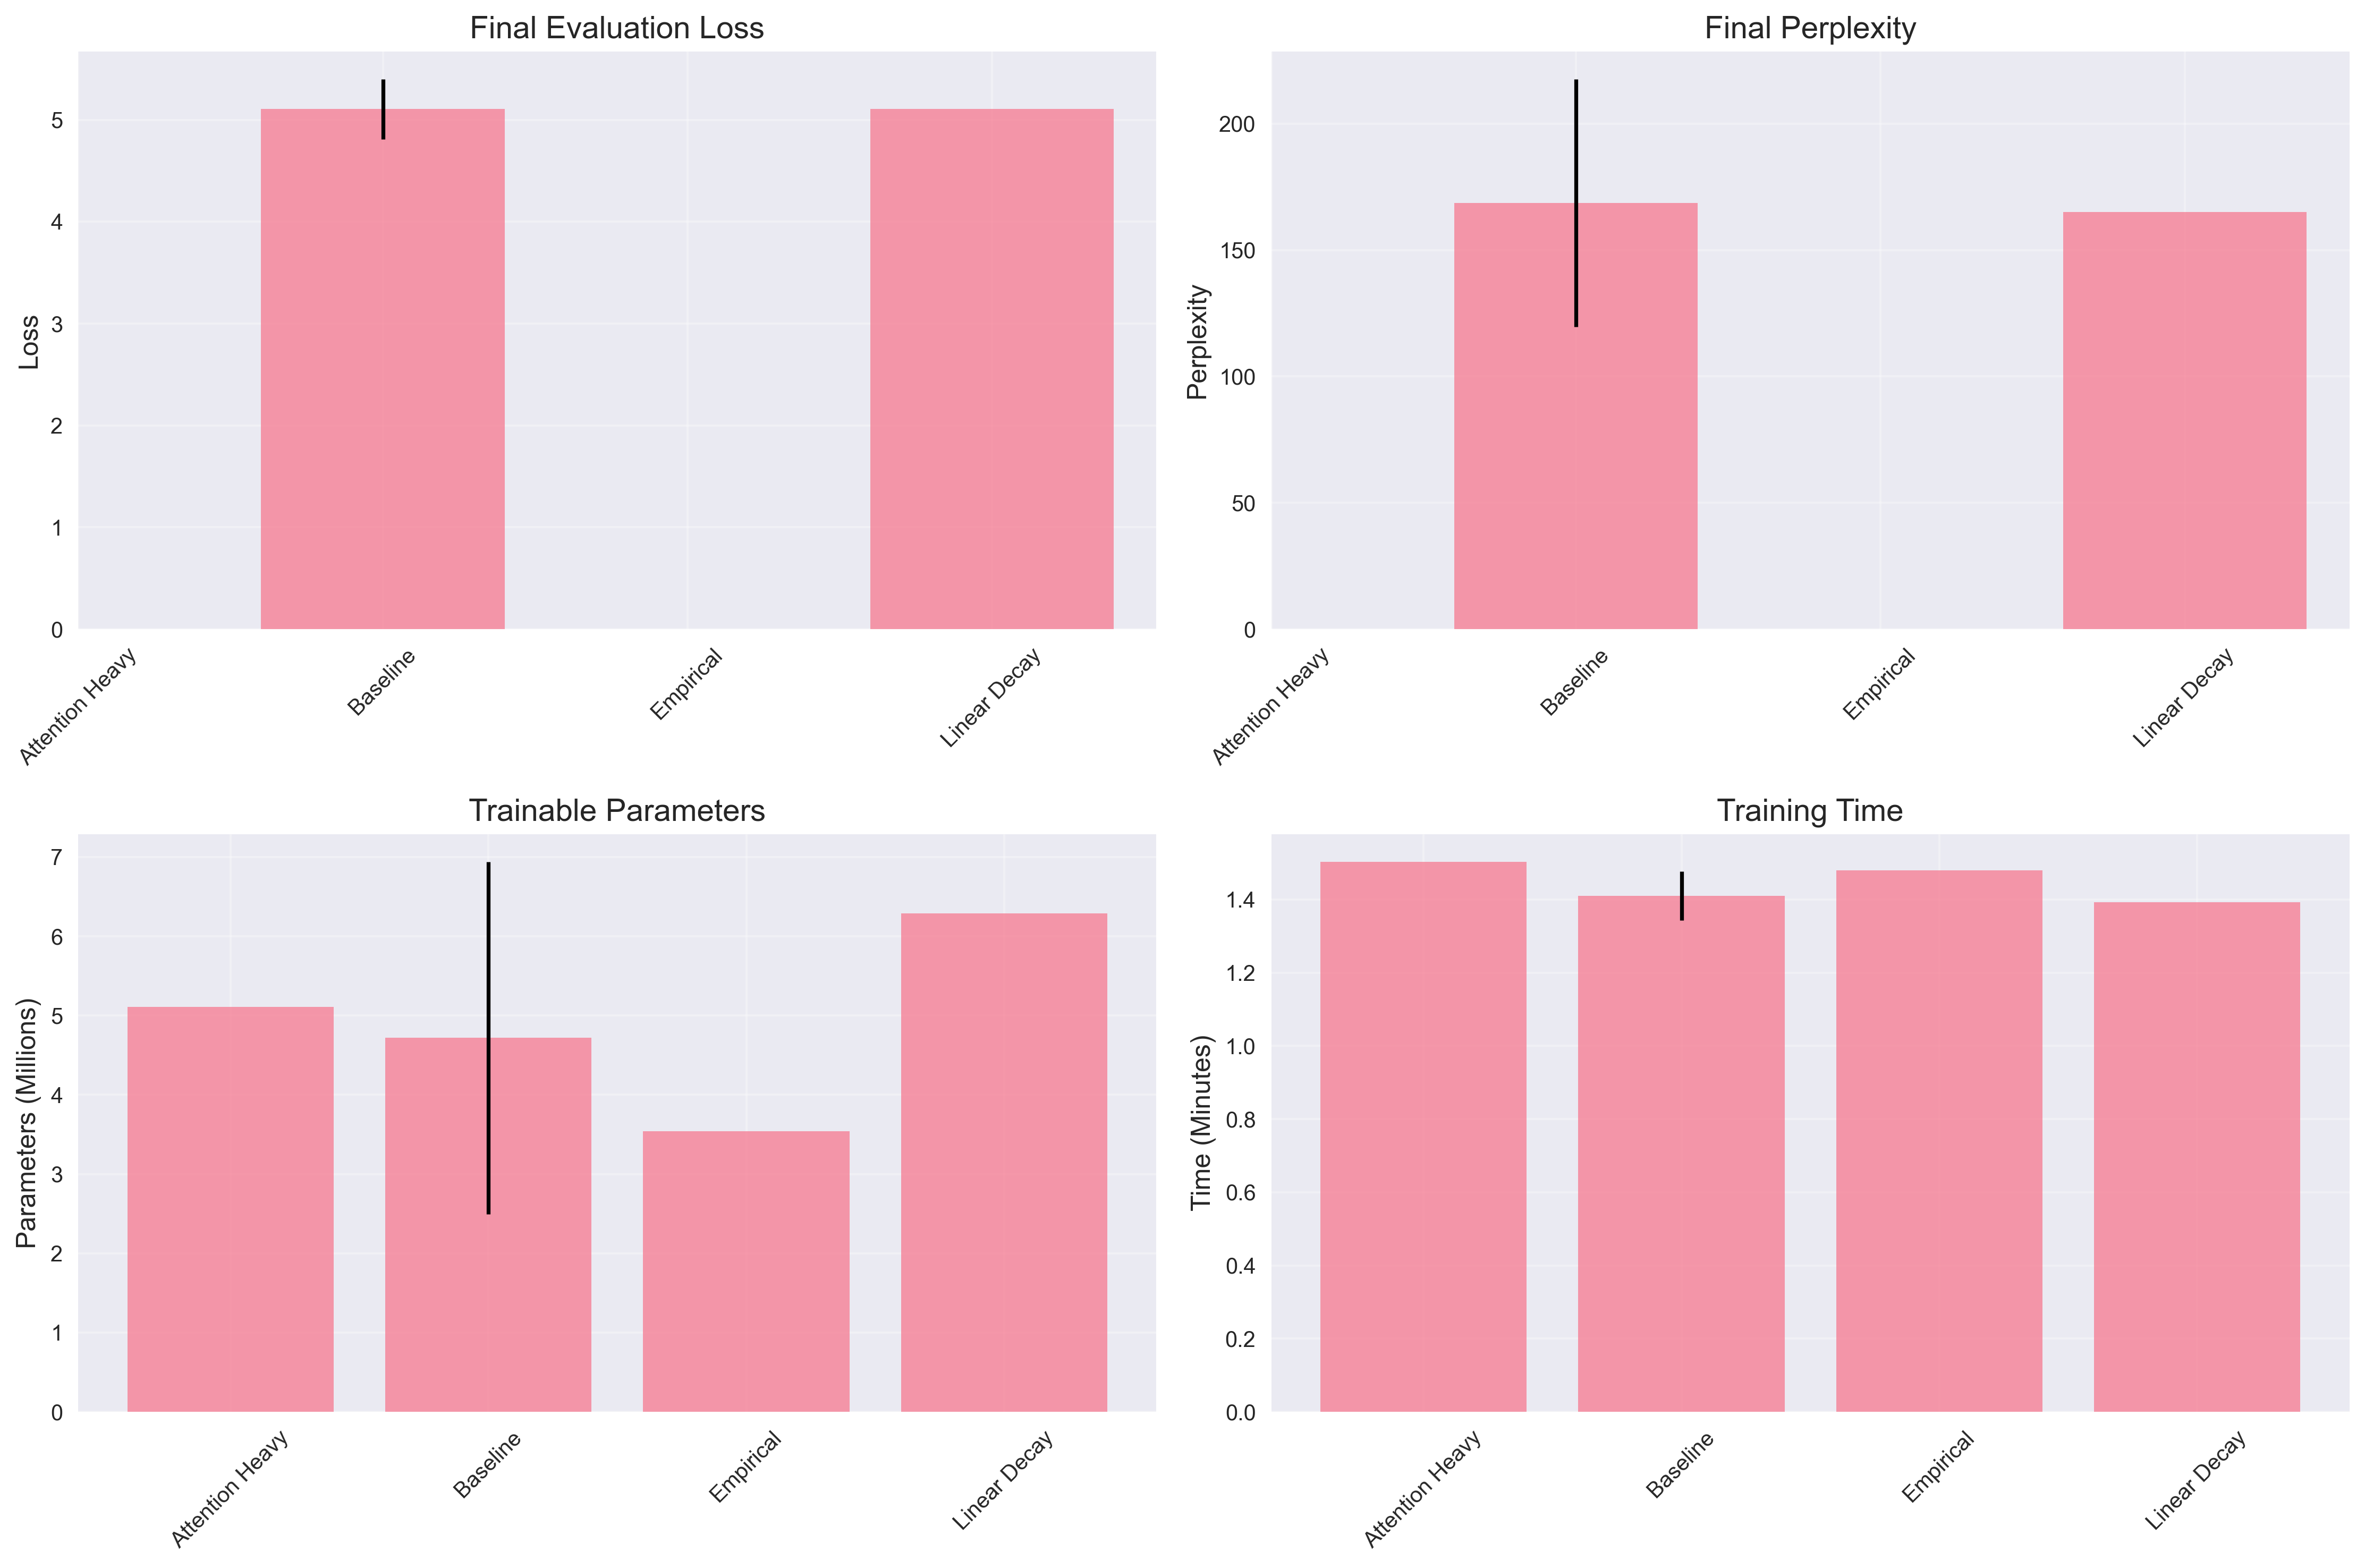 Final Evaluation Loss
Loss
5
4
3
2
1
0
Attention Heavy
Baseline
Empirical
Linear Decay
Final Perplexity
Perplexity
200
150
100
50
0
Attention Heavy
Baseline
Empirical
Linear Decay
Trainable Parameters
Parameters (Millions)
7
6
5
4
3
2
1
0
Attention Heavy
Baseline
Empirical
Linear Decay
Training Time
Time (Minutes)
1.4
1.2
1.0
0.8
0.6
0.4
0.2
0.0
Attention Heavy
Baseline
Empirical
Linear Decay